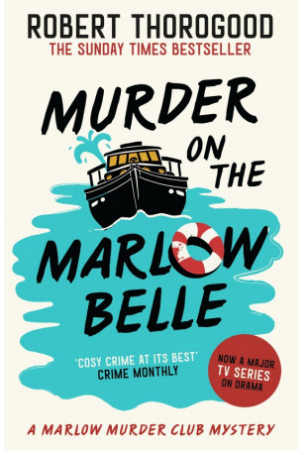 ROBERT THOROGOOD
THE SUNDAY TIMES BESTSELLER
MURDER
ON
THE
MARLOW
BELLE
'COSY CRIME AT ITS BEST'
CRIME MONTHLY
NOW A MAJOR
TV SERIES
ON DRAMA
A MARLOW MURDER CLUB MYSTERY